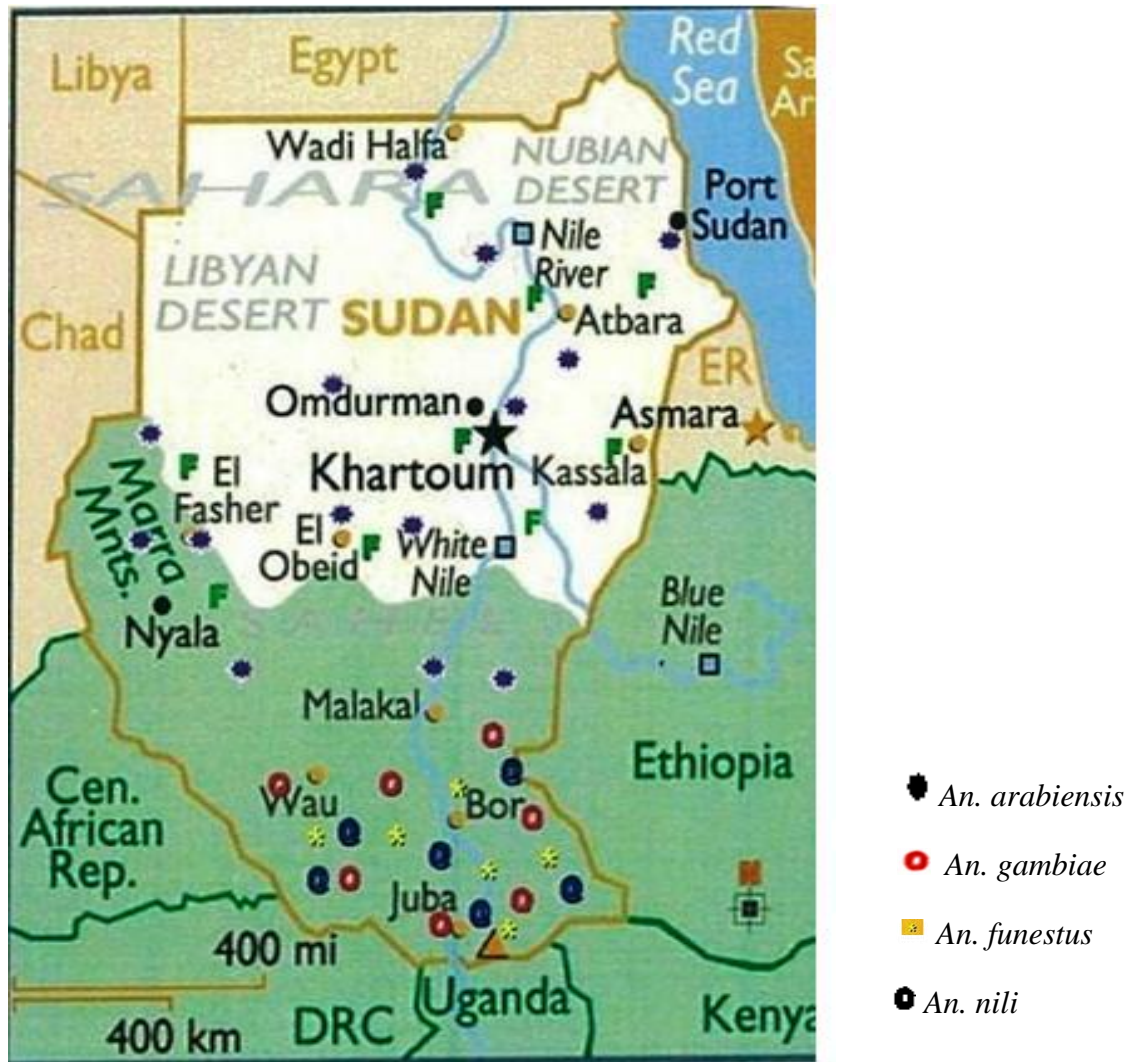 Libya
Egypt
Red
Sea
Sa
Ar
Wadi Halfa
NUBIAN
DESERT
SAHARA
Port
Sudan
Nile
River
LIBYAN
DESERT
SUDAN
F
F
F
Atbara
Chad
ER
Omdurman
Asmara
F
F
Khartoum
Kassala
F
El
Fasher
Marra
Mnts.
El
Obeid
F
F
White
Nile
Blue
Nile
F
Nyala
SAHEL
Malakal
Ethiopia
Cen.
African
Rep.
Wau
Bor
Juba
N
400 mi
400 km
DRC
Uganda
Kenya
An. arabiensis
An. gambiae
An. funestus
An. nili